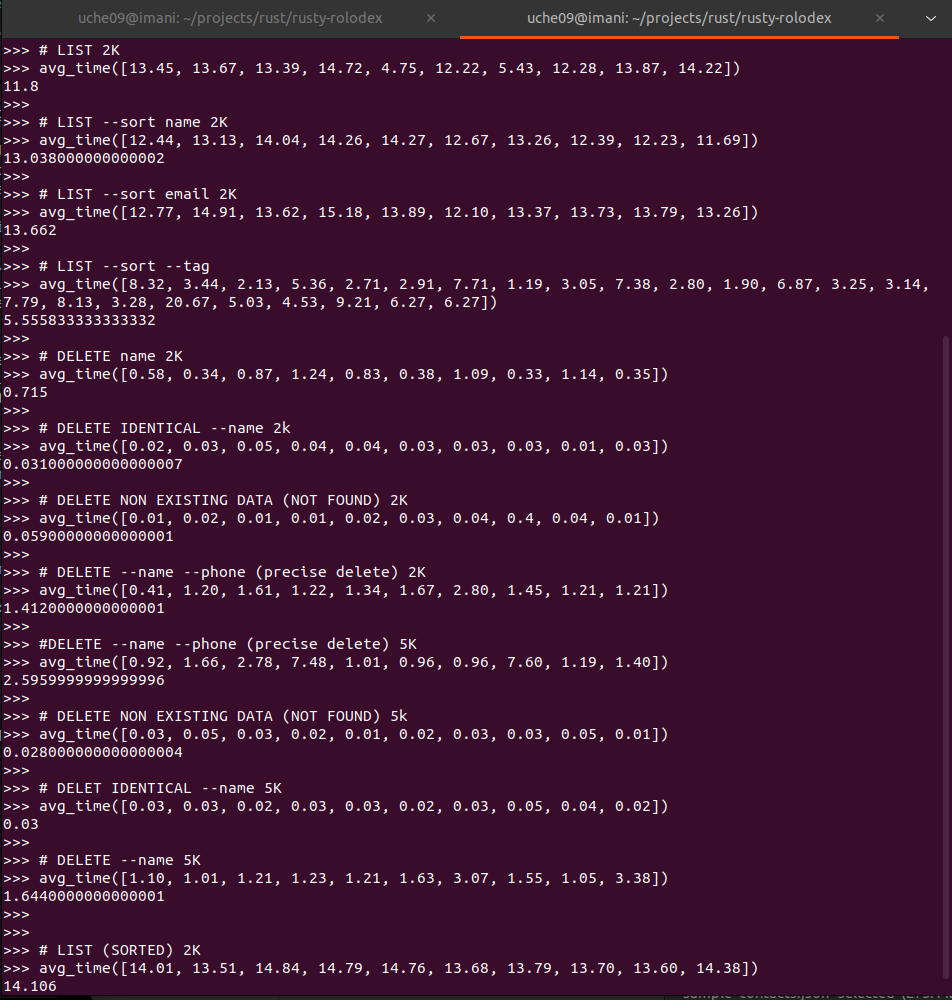 uche09@imani: ~/projects/rust/rusty-rolodex × uche09@imani: ~/projects/rust/rusty-rolodex ×
>>> # LIST 2K
>>> avg_time([13.45, 13.67, 13.39, 14.72, 4.75, 12.22, 5.43, 12.28, 13.87, 14.22])
11.8
>>>
>>> # LIST --sort name 2K
>>> avg_time([12.44, 13.13, 14.04, 14.26, 14.27, 12.67, 13.26, 12.39, 12.23, 11.69])
13.038000000000002
>>>
>>> # LIST --sort email 2K
>>> avg_time([12.77, 14.91, 13.62, 15.18, 13.89, 12.10, 13.37, 13.73, 13.79, 13.26])
13.662
>>>
>>> # LIST --sort --tag
>>> avg_time([8.32, 3.44, 2.13, 5.36, 2.71, 2.91, 7.71, 1.19, 3.05, 7.38, 2.80, 1.90, 6.87, 3.25, 3.14,
7.79, 8.13, 3.28, 20.67, 5.03, 4.53, 9.21, 6.27, 6.27])
5.555833333333332
>>>
>>> # DELETE name 2K
>>> avg_time([0.58, 0.34, 0.87, 1.24, 0.83, 0.38, 1.09, 0.33, 1.14, 0.35])
0.715
>>>
>>> # DELETE IDENTICAL --name 2k
>>> avg_time([0.02, 0.03, 0.05, 0.04, 0.04, 0.03, 0.03, 0.03, 0.01, 0.03])
0.031000000000000007
>>>
>>> # DELETE NON EXISTING DATA (NOT FOUND) 2K
>>> avg_time([0.01, 0.02, 0.01, 0.01, 0.02, 0.03, 0.04, 0.4, 0.04, 0.01])
0.05900000000000001
>>>
>>> # DELETE --name --phone (precise delete) 2K
>>> avg_time([0.41, 1.20, 1.61, 1.22, 1.34, 1.67, 2.80, 1.45, 1.21, 1.21])
1.4120000000000001
>>>
>>> #DELETE --name --phone (precise delete) 5K
>>> avg_time([0.92, 1.66, 2.78, 7.48, 1.01, 0.96, 0.96, 7.60, 1.19, 1.40])
2.5959999999999996
>>>
>>> # DELETE NON EXISTING DATA (NOT FOUND) 5k
>>> avg_time([0.03, 0.05, 0.03, 0.02, 0.01, 0.02, 0.03, 0.03, 0.05, 0.01])
0.028000000000000004
>>>
>>> # DELET IDENTICAL --name 5K
>>> avg_time([0.03, 0.03, 0.02, 0.03, 0.03, 0.02, 0.03, 0.05, 0.04, 0.02])
0.03
>>>
>>> # DELETE --name 5K
>>> avg_time([1.10, 1.01, 1.21, 1.23, 1.21, 1.63, 3.07, 1.55, 1.05, 3.38])
1.6440000000000001
>>>
>>>
>>> # LIST (SORTED) 2K
>>> avg_time([14.01, 13.51, 14.84, 14.79, 14.76, 13.68, 13.79, 13.70, 13.60, 14.38])
14.106